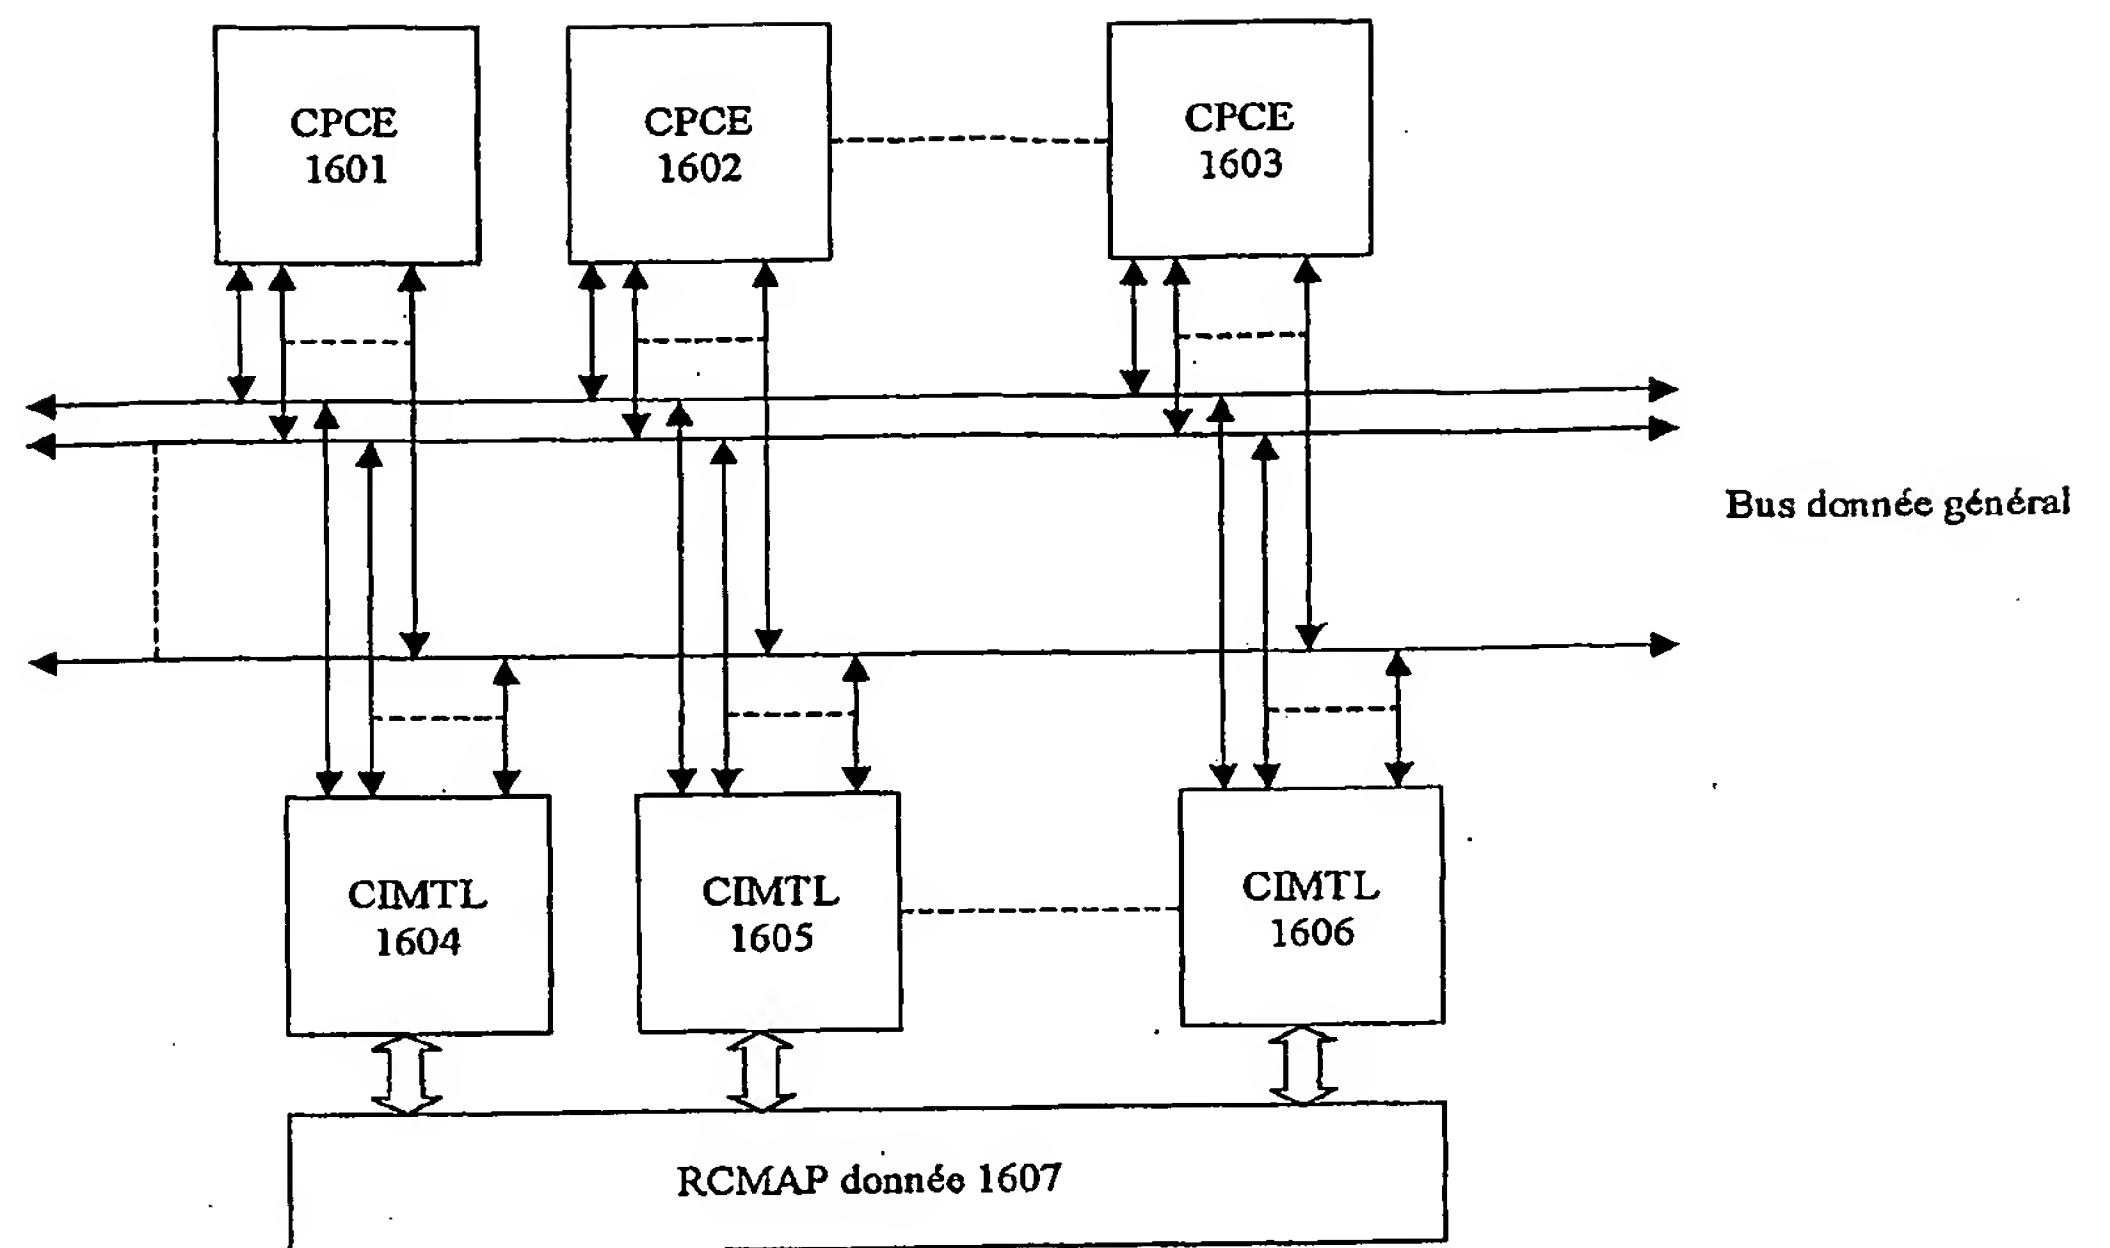 CPCE
1601
CPCE
1602
CPCE
1603
Bus donnée général
CIMTL
1604
CIMTL
1605
CIMTL
1606
RCMAP donnée 1607